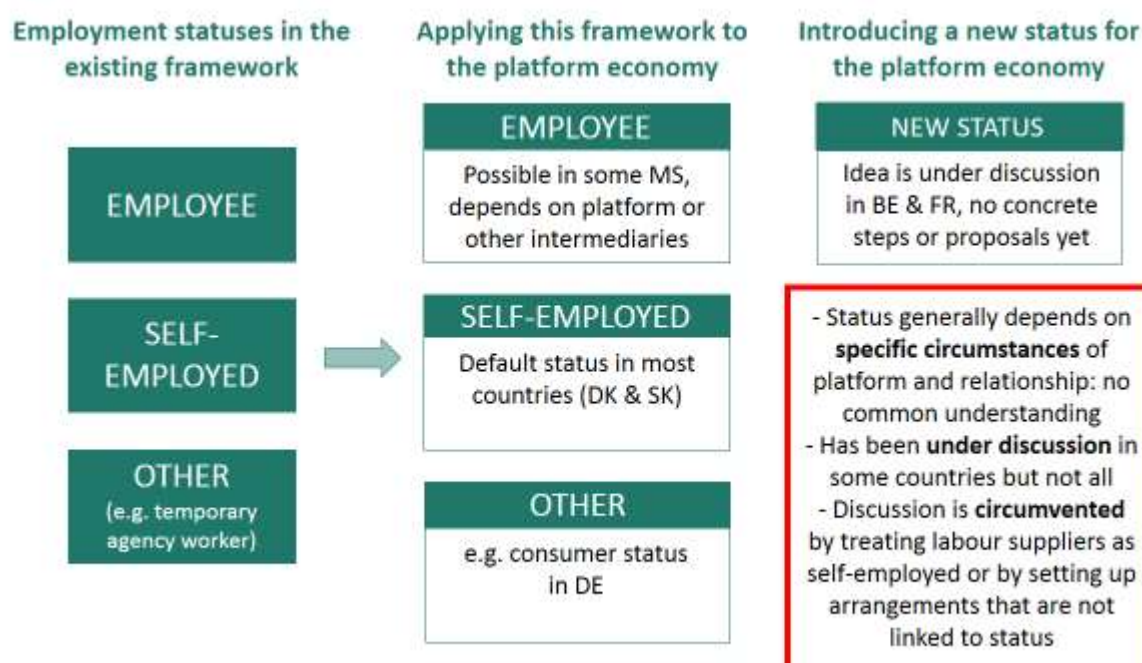 Employment statuses in the
existing framework
EMPLOYEE
SELF-
EMPLOYED
OTHER
(e.g. temporary
agency worker)
Applying this framework to
the platform economy
EMPLOYEE
Possible in some MS,
depends on platform or
other intermediaries
SELF-EMPLOYED
Default status in most
countries (DK & SK)
OTHER
e.g. consumer status
in DE
Introducing a new status for
the platform economy
NEW STATUS
Idea is under discussion
in BE & FR, no concrete
steps or proposals yet
- Status generally depends on
specific circumstances of
platform and relationship: no
common understanding
- Has been under discussion in
some countries but not all
- Discussion is circumvented
by treating labour suppliers as
self-employed or by setting up
arrangements that are not
linked to status